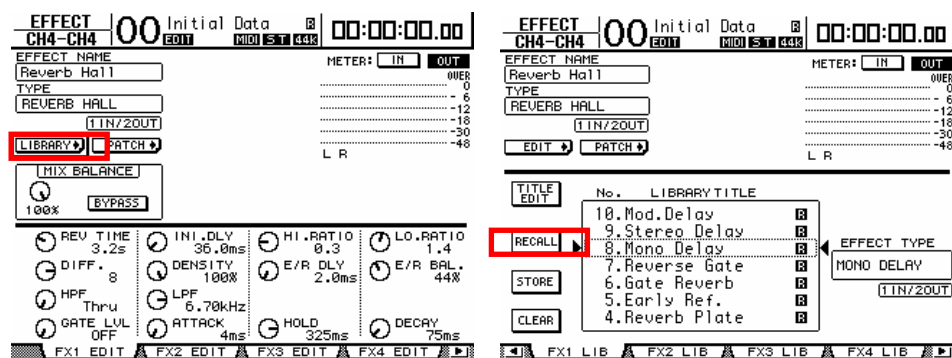 EFFECT
CH4-CH4
00 Initial Data
EDIT MIDI ST 44K
00:00:00.00
EFFECT NAME
Reverb Hall
TYPE
REVERB HALL
1IN/2OUT
LIBRARY PATCH
METER: IN OUT
OVER
0
- 6
-12
-18
-30
-48
L R
MIX BALANCE
100% BYPASS
REV TIME 3.2s
INI.DLY 36.0ms
HI.RATIO 0.3
LO.RATIO 1.4
DIFF. 8
DENSITY 100%
E/R DLY 2.0ms
E/R BAL. 44%
HPF Thru
LPF 6.70kHz
GATE LVL OFF
ATTACK 4ms
HOLD 325ms
DECAY 75ms
FX1 EDIT FX2 EDIT FX3 EDIT FX4 EDIT
EFFECT
CH4-CH4
00 Initial Data
EDIT MIDI ST 44K
00:00:00.00
EFFECT NAME
Reverb Hall
TYPE
REVERB HALL
1IN/2OUT
EDIT PATCH
METER: IN OUT
OVER
0
- 6
-12
-18
-30
-48
L R
TITLE EDIT
RECALL
STORE
CLEAR
No. LIBRARY TITLE
10.Mod.Delay R
9.Stereo Delay R
8.Mono Delay R
7.Reverse Gate R
6.Gate Reverb R
5.Early Ref. R
4.Reverb Plate R
EFFECT TYPE
MONO DELAY
1IN/2OUT
FX1 LIB FX2 LIB FX3 LIB FX4 LIB